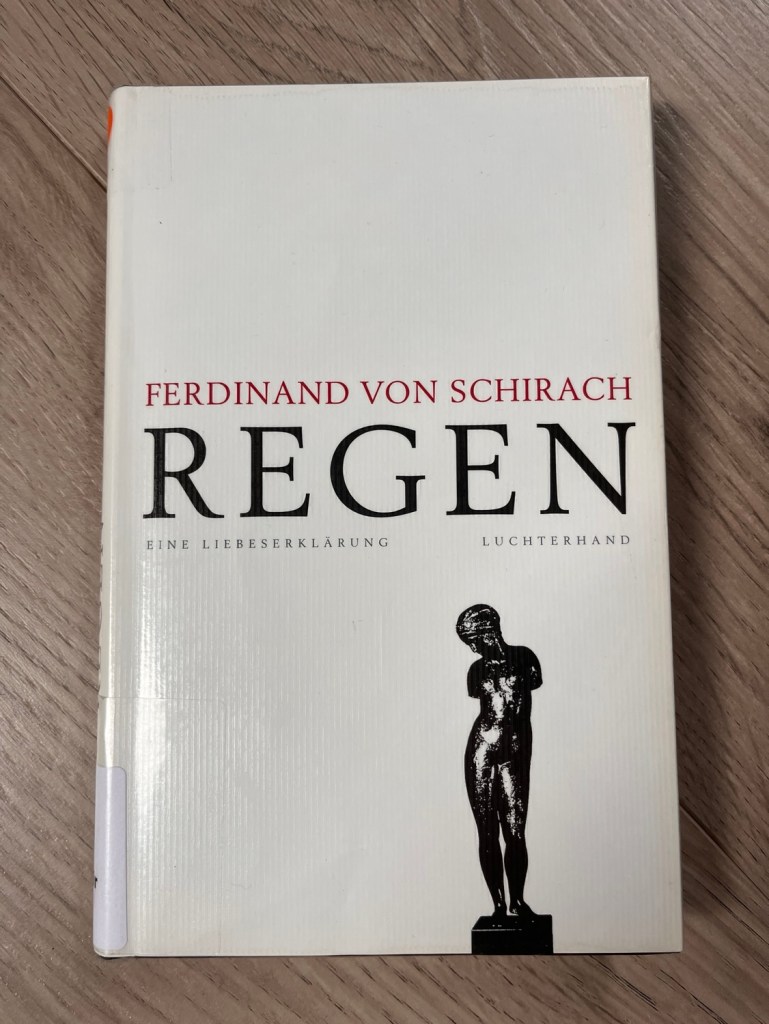 FERDINAND VON SCHIRACH
REGEN
EINE LIEBESERKLÄRUNG LUCHTERHAND